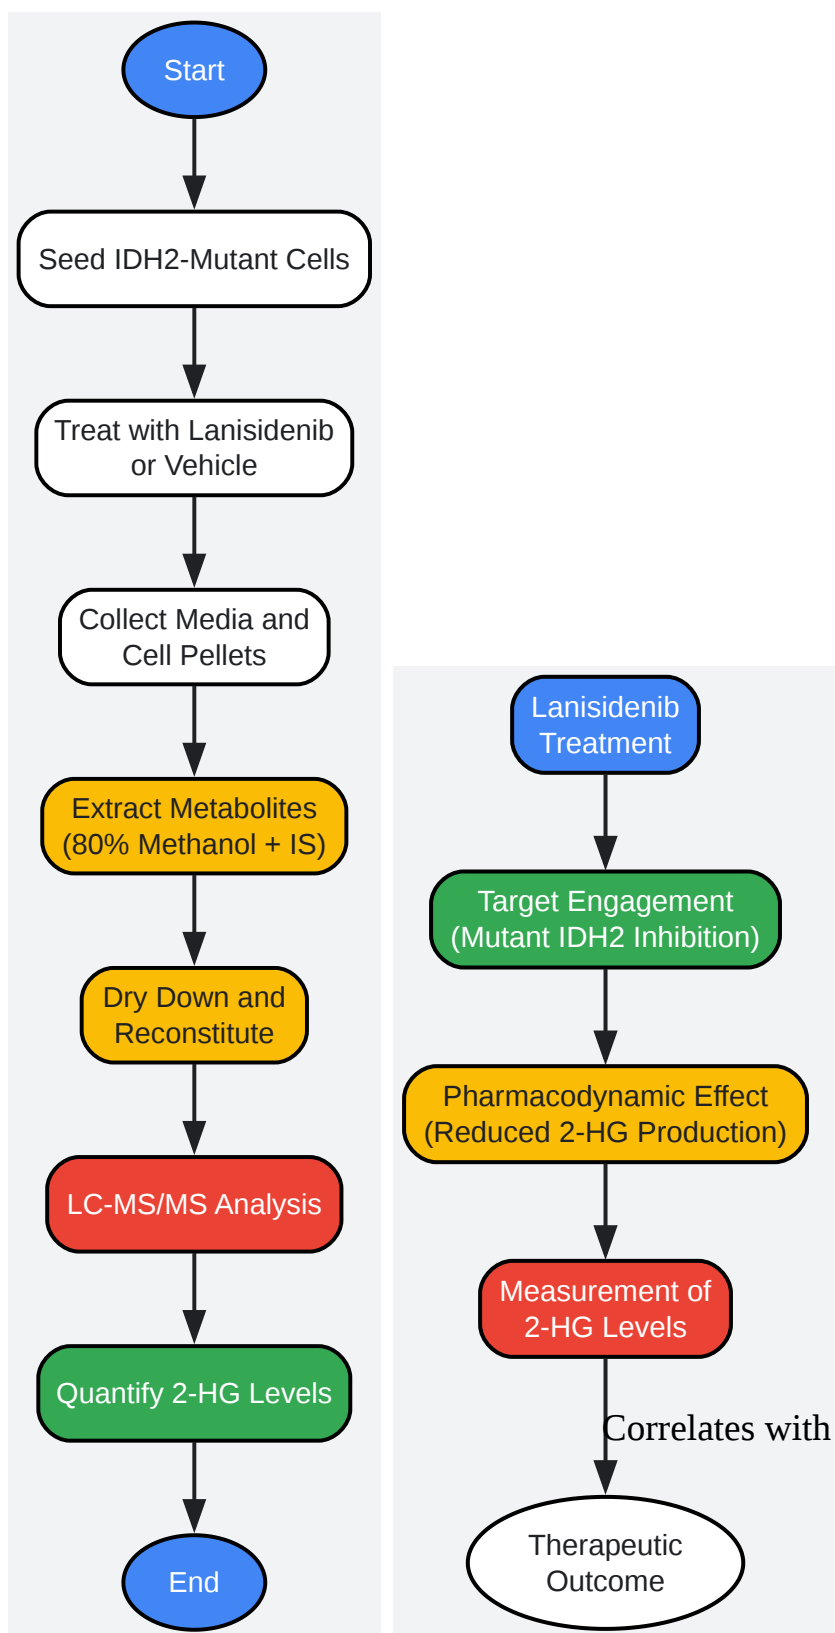 Start
Seed IDH2-Mutant Cells
Treat with Lanisidenib
or Vehicle
Collect Media and
Cell Pellets
Extract Metabolites
(80% Methanol + IS)
Dry Down and
Reconstitute
LC-MS/MS Analysis
Quantify 2-HG Levels
End
Lanisidenib
Treatment
Target Engagement
(Mutant IDH2 Inhibition)
Pharmacodynamic Effect
(Reduced 2-HG Production)
Measurement of
2-HG Levels
Correlates with
Therapeutic
Outcome